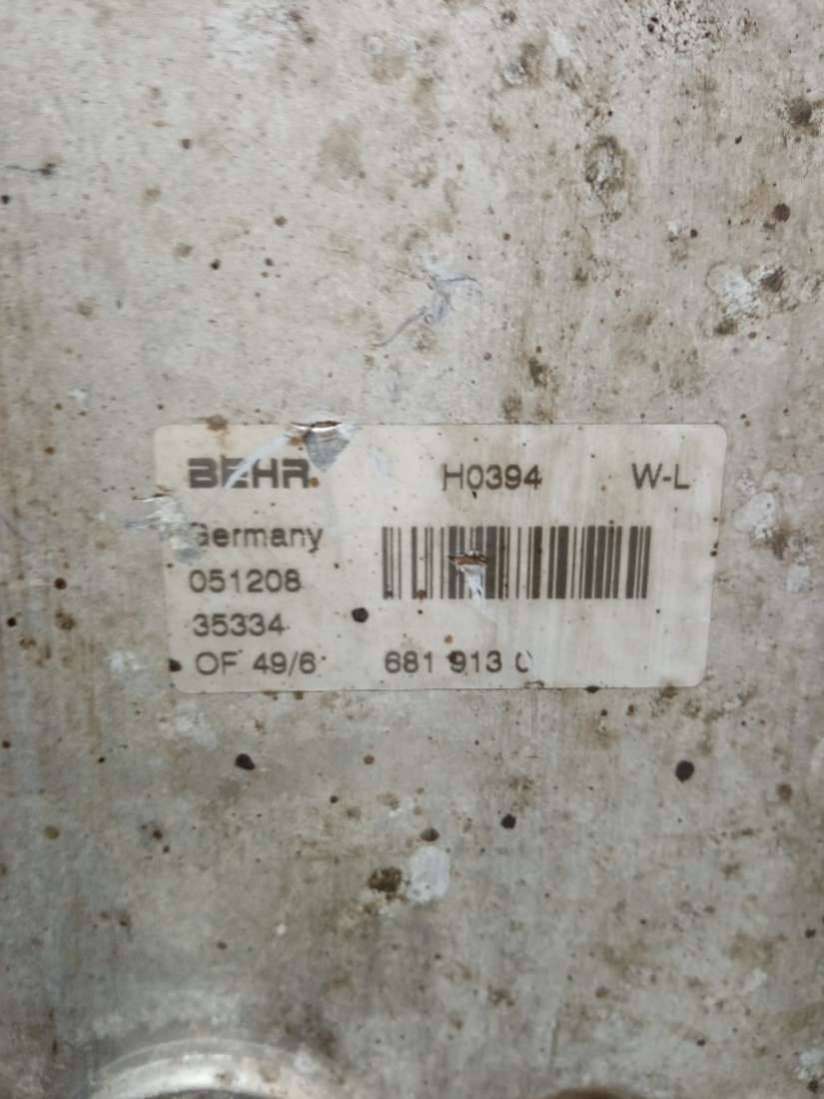 BEHR H0394 W-L
Germany
051208
35334
OF 49/6 681 913